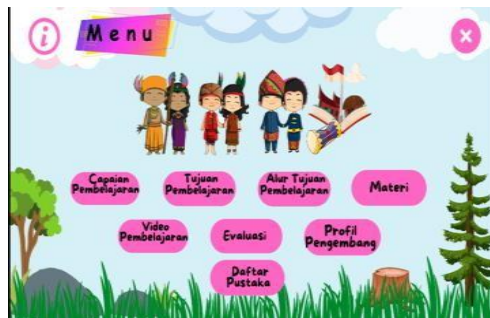 i
Menu
x
Capaian
Pembelajaran
Tujuan
Pembelajaran
Alur Tujuan
Pembelajaran
Materi
Video
Pembelajaran
Evaluasi
Profil
Pengembang
Daftar
Pustaka